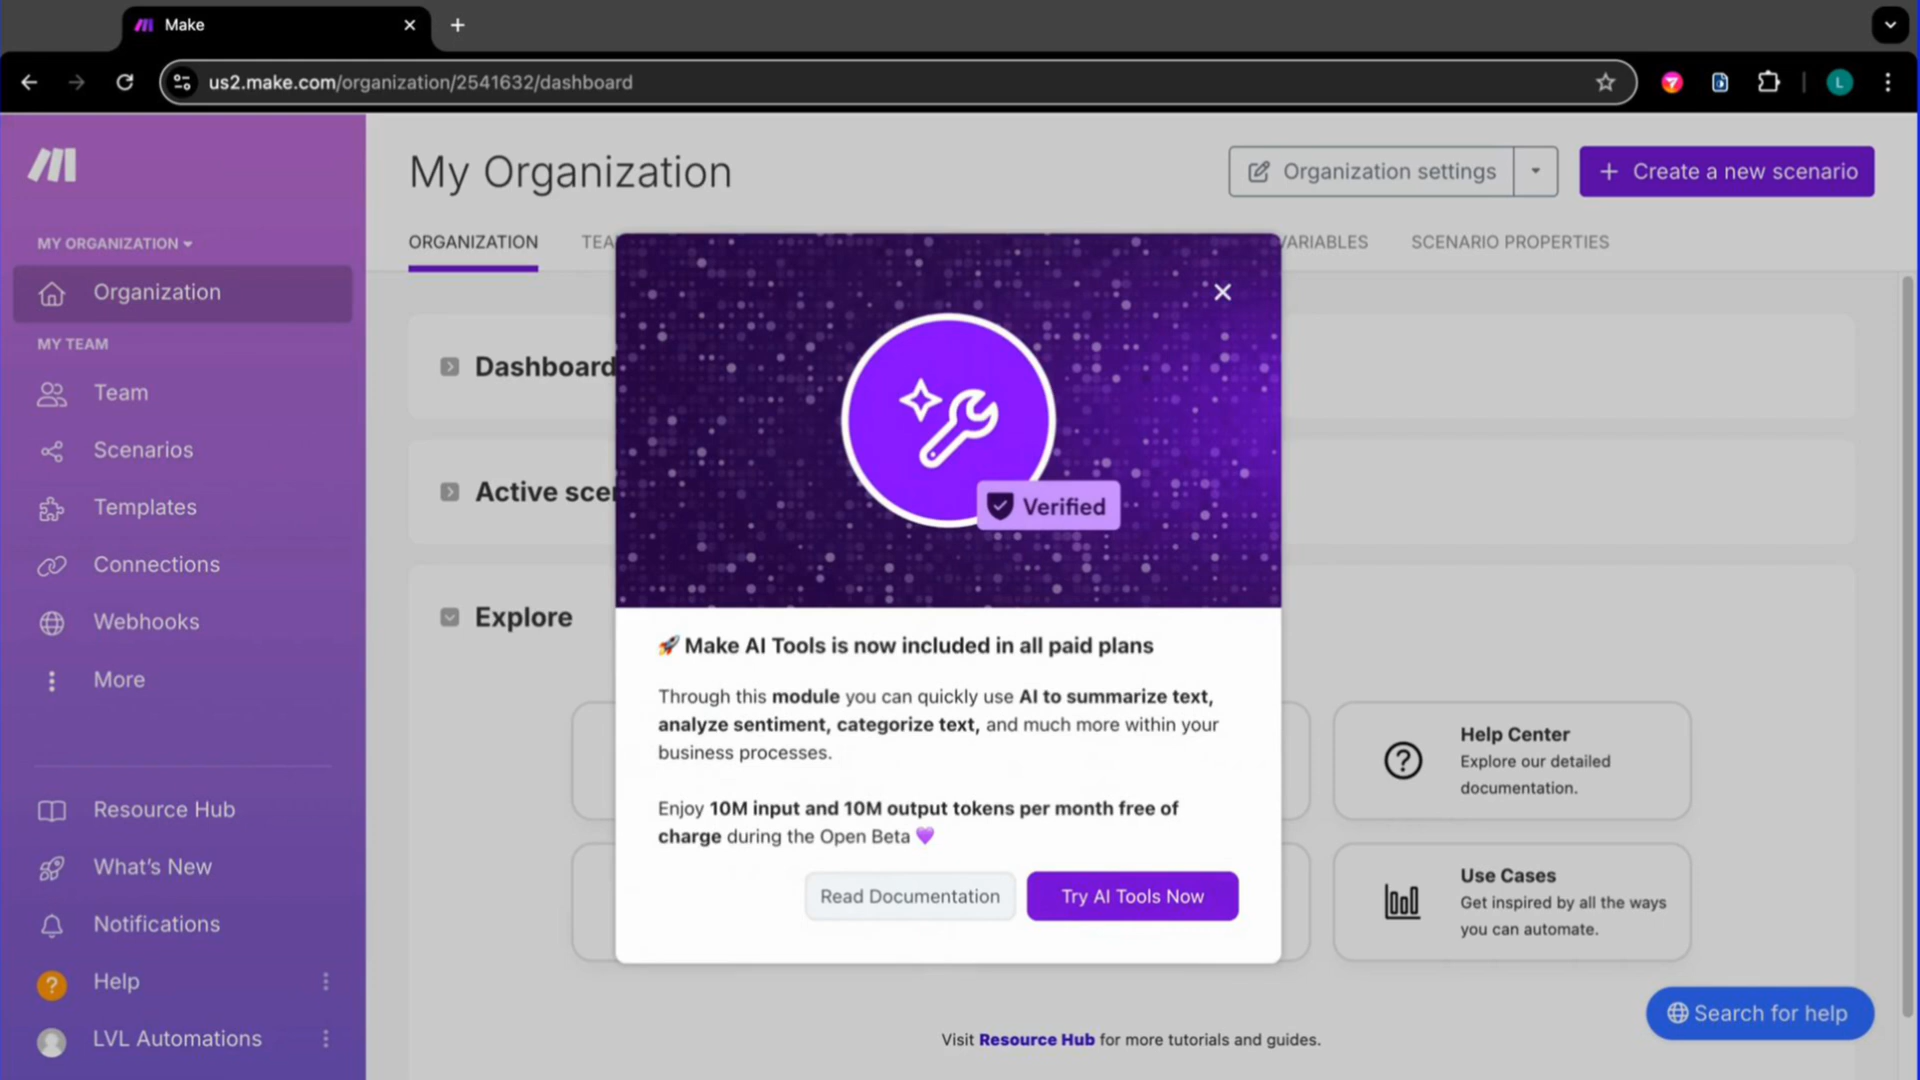 Make
us2.make.com/organization/2541632/dashboard
L
My Organization
Organization settings
Create a new scenario
MY ORGANIZATION
Organization
MY TEAM
Team
Scenarios
Templates
Connections
Webhooks
More
Resource Hub
What's New
Notifications
? Help
LVL Automations
ORGANIZATION
VARIABLES
SCENARIO PROPERTIES
Dashboard
Active
Explore
Verified
🚀 Make AI Tools is now included in all paid plans
Through this module you can quickly use AI to summarize text,
analyze sentiment, categorize text, and much more within your
business processes.
Enjoy 10M input and 10M output tokens per month free of
charge during the Open Beta 💜
Read Documentation
Try AI Tools Now
Help Center
Explore our detailed
documentation.
Use Cases
Get inspired by all the ways
you can automate.
Visit Resource Hub for more tutorials and guides.
Search for help